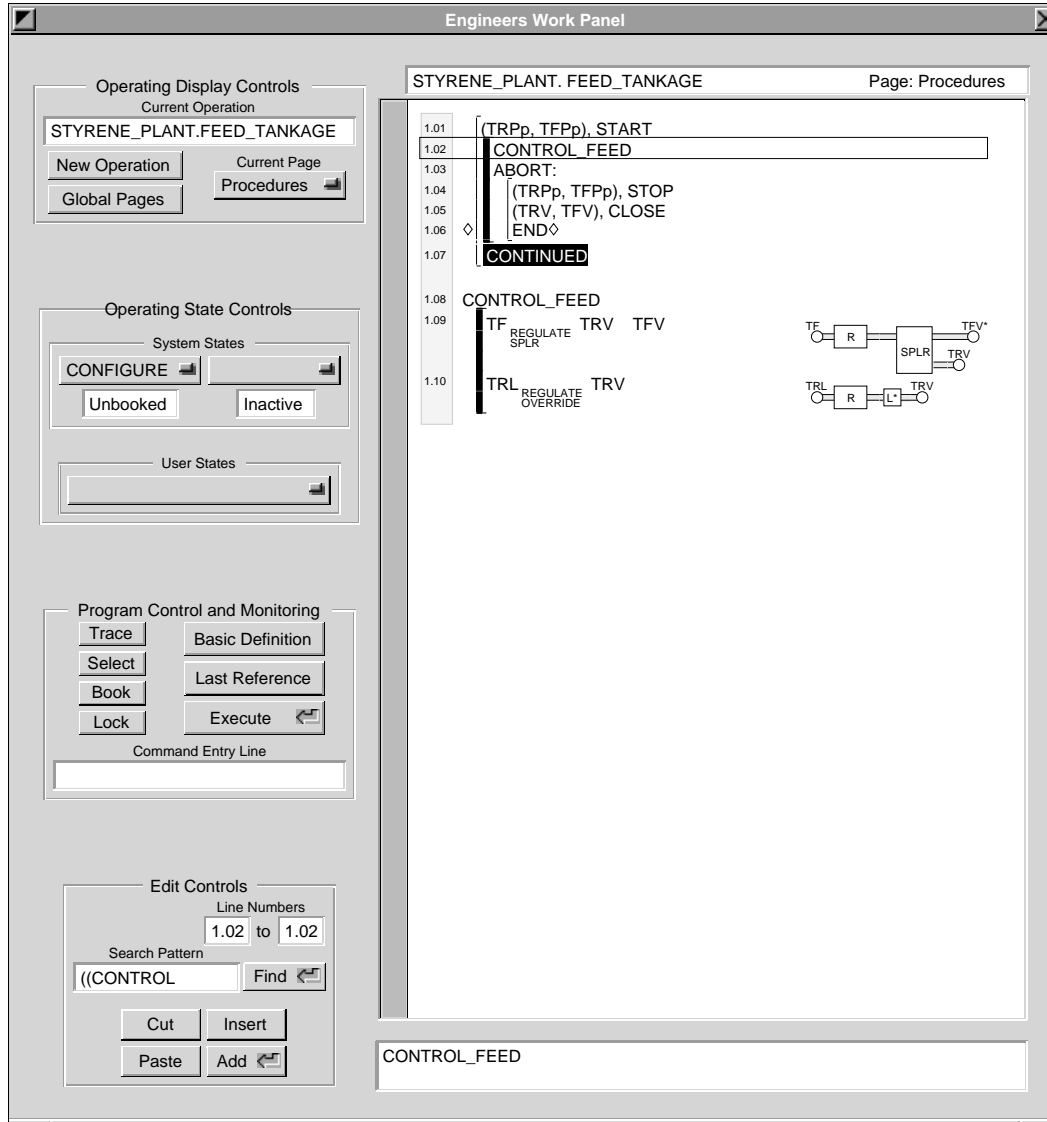 Engineers Work Panel
Operating Display Controls
Current Operation
STYRENE_PLANT.FEED_TANKAGE
New Operation
Current Page
Global Pages
Procedures
Operating State Controls
System States
CONFIGURE
Unbooked
Inactive
User States
Program Control and Monitoring
Trace
Basic Definition
Select
Last Reference
Book
Lock
Execute
Command Entry Line
Edit Controls
Line Numbers
1.02 to 1.02
Search Pattern
((CONTROL
Find
Cut
Insert
Paste
Add
STYRENE_PLANT. FEED_TANKAGE Page: Procedures
1.01 (TRPp, TFPp), START
1.02 CONTROL_FEED
1.03 ABORT:
1.04 (TRPp, TFPp), STOP
1.05 (TRV, TFV), CLOSE
1.06 ◊ END◊
1.07 CONTINUED
1.08 CONTROL_FEED
1.09 TF REGULATE SPLR TRV TFV
TF R SPLR TFV* TRV
1.10 TRL REGULATE OVERRIDE TRV
TRL R L* TRV
CONTROL_FEED